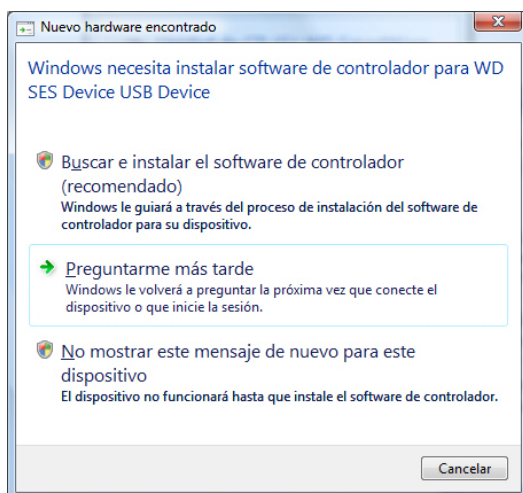 Nuevo hardware encontrado
Windows necesita instalar software de controlador para WD
SES Device USB Device
Buscar e instalar el software de controlador
(recomendado)
Windows le guiará a través del proceso de instalación del software de
controlador para su dispositivo.
Preguntarme más tarde
Windows le volverá a preguntar la próxima vez que conecte el
dispositivo o que inicie la sesión.
No mostrar este mensaje de nuevo para este
dispositivo
El dispositivo no funcionará hasta que instale el software de controlador.
Cancelar